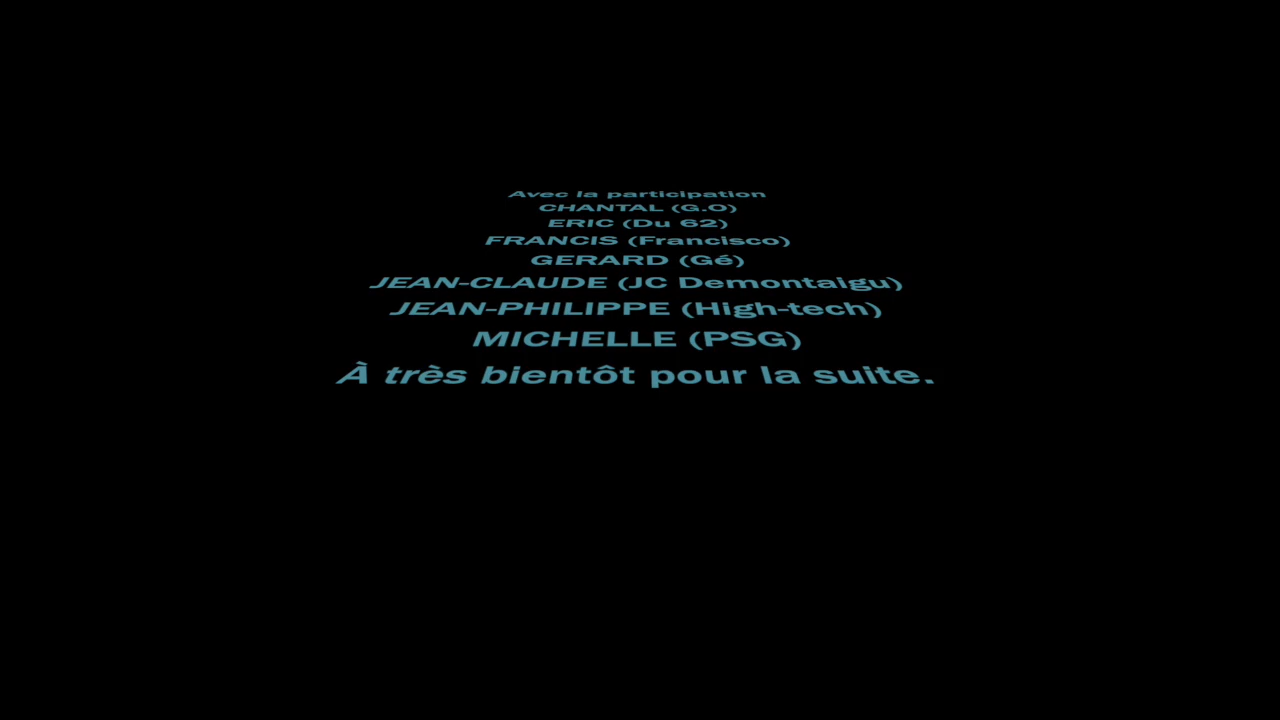 Avec la participation
CHANTAL (G.O)
ERIC (Du 62)
FRANCIS (Francisco)
GERARD (Gé)
JEAN-CLAUDE (JC Demontaigu)
JEAN-PHILIPPE (High-tech)
MICHELLE (PSG)
À très bientôt pour la suite.